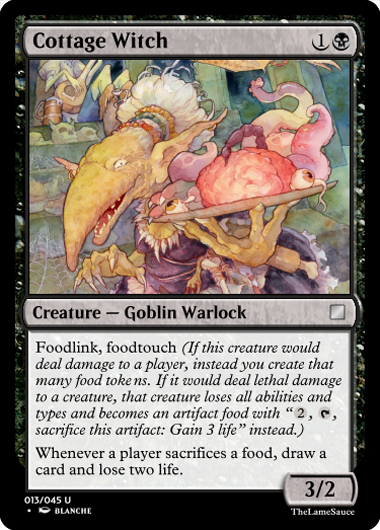 Cottage Witch 1
Creature — Goblin Warlock
Foodlink, foodtouch (If this creature would
deal damage to a player, instead you create that
many food tokens. If it would deal lethal damage
to a creature, that creature loses all abilities and
types and becomes an artifact food with “2, ,
sacrifice this artifact: Gain 3 life” instead.)
Whenever a player sacrifices a food, draw a
card and lose two life.
3/2
013/045 U
• BLANCHE
TheLameSauce